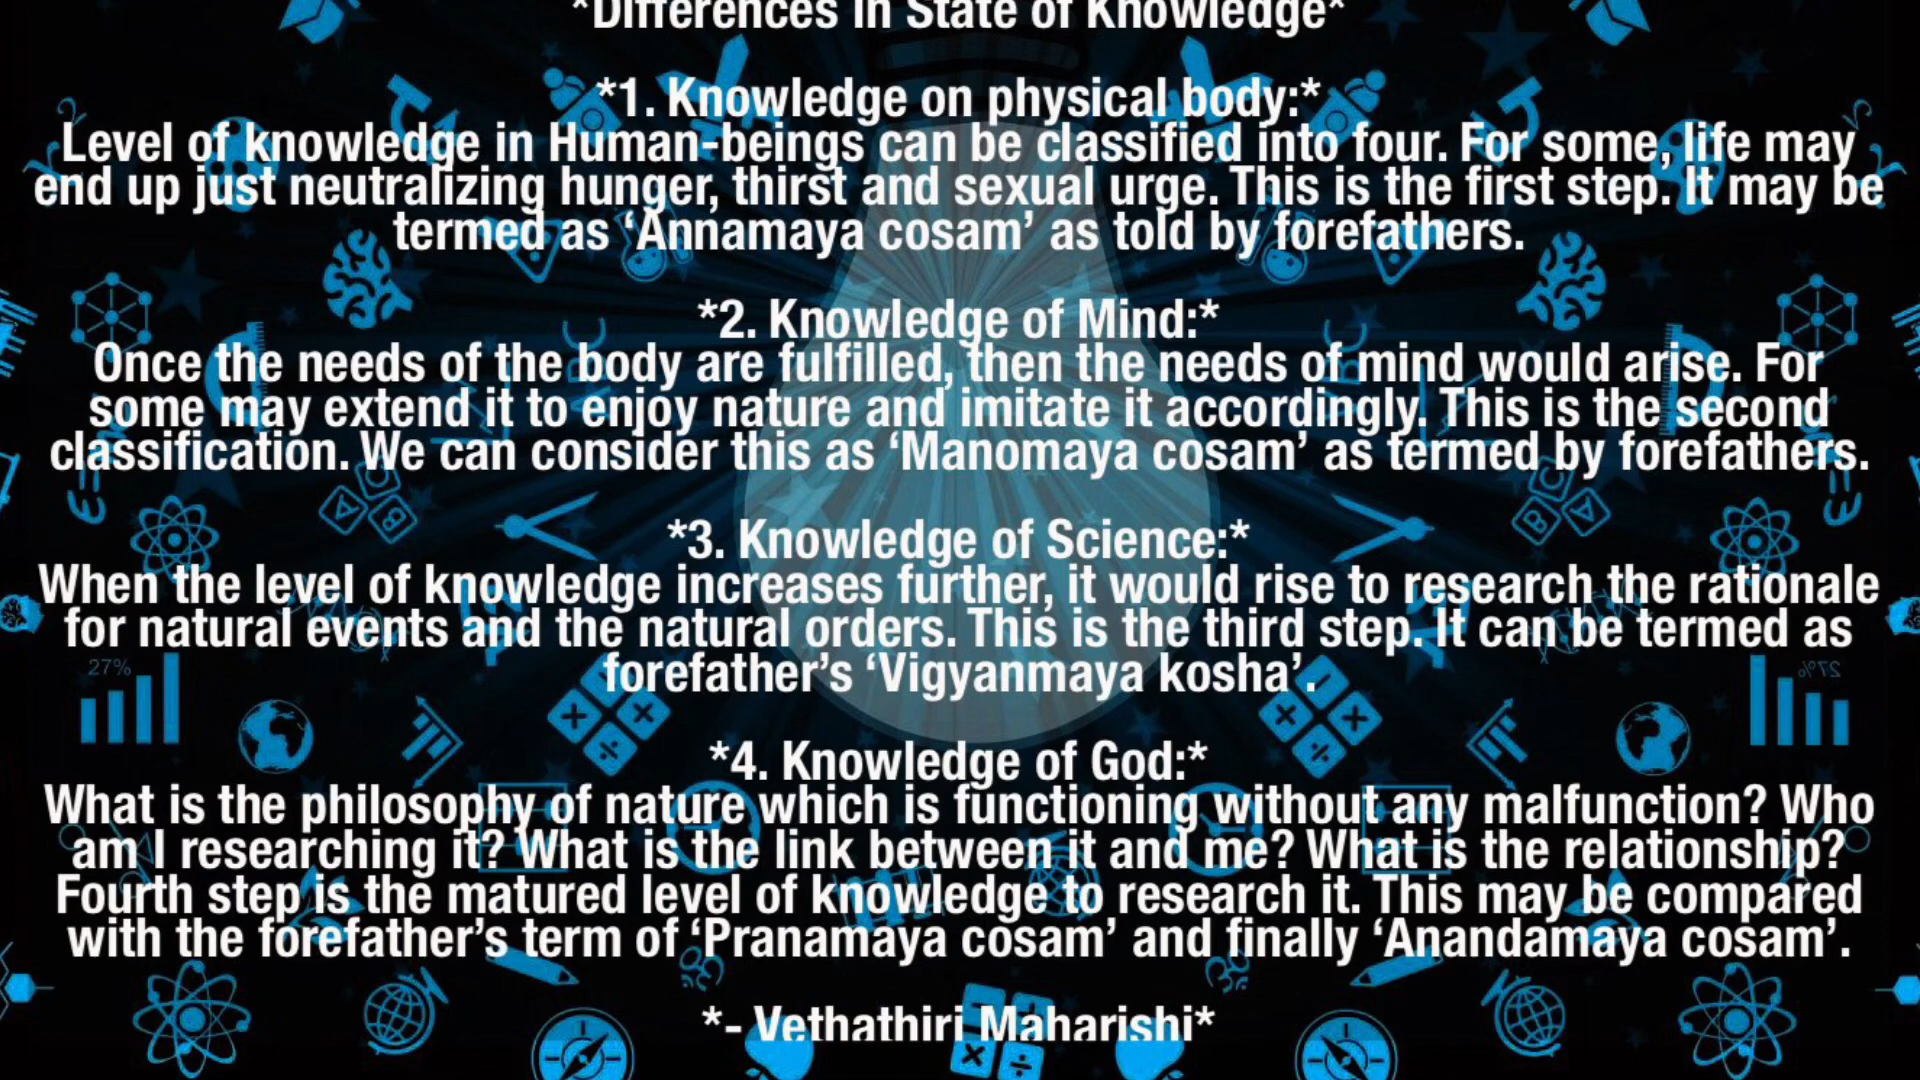 *Differences in State of Knowledge*
*1. Knowledge on physical body:*
Level of knowledge in Human-beings can be classified into four. For some, life may
end up just neutralizing hunger, thirst and sexual urge. This is the first step. It may be
termed as ‘Annamaya cosam’ as told by forefathers.
*2. Knowledge of Mind:*
Once the needs of the body are fulfilled, then the needs of mind would arise. For
some may extend it to enjoy nature and imitate it accordingly. This is the second
classification. We can consider this as ‘Manomaya cosam’ as termed by forefathers.
*3. Knowledge of Science:*
When the level of knowledge increases further, it would rise to research the rationale
for natural events and the natural orders. This is the third step. It can be termed as
forefather’s ‘Vigyanmaya kosha’.
27%
27%
*4. Knowledge of God:*
What is the philosophy of nature which is functioning without any malfunction? Who
am I researching it? What is the link between it and me? What is the relationship?
Fourth step is the matured level of knowledge to research it. This may be compared
with the forefather’s term of ‘Pranamaya cosam’ and finally ‘Anandamaya cosam’.
*- Vethathiri Maharishi*